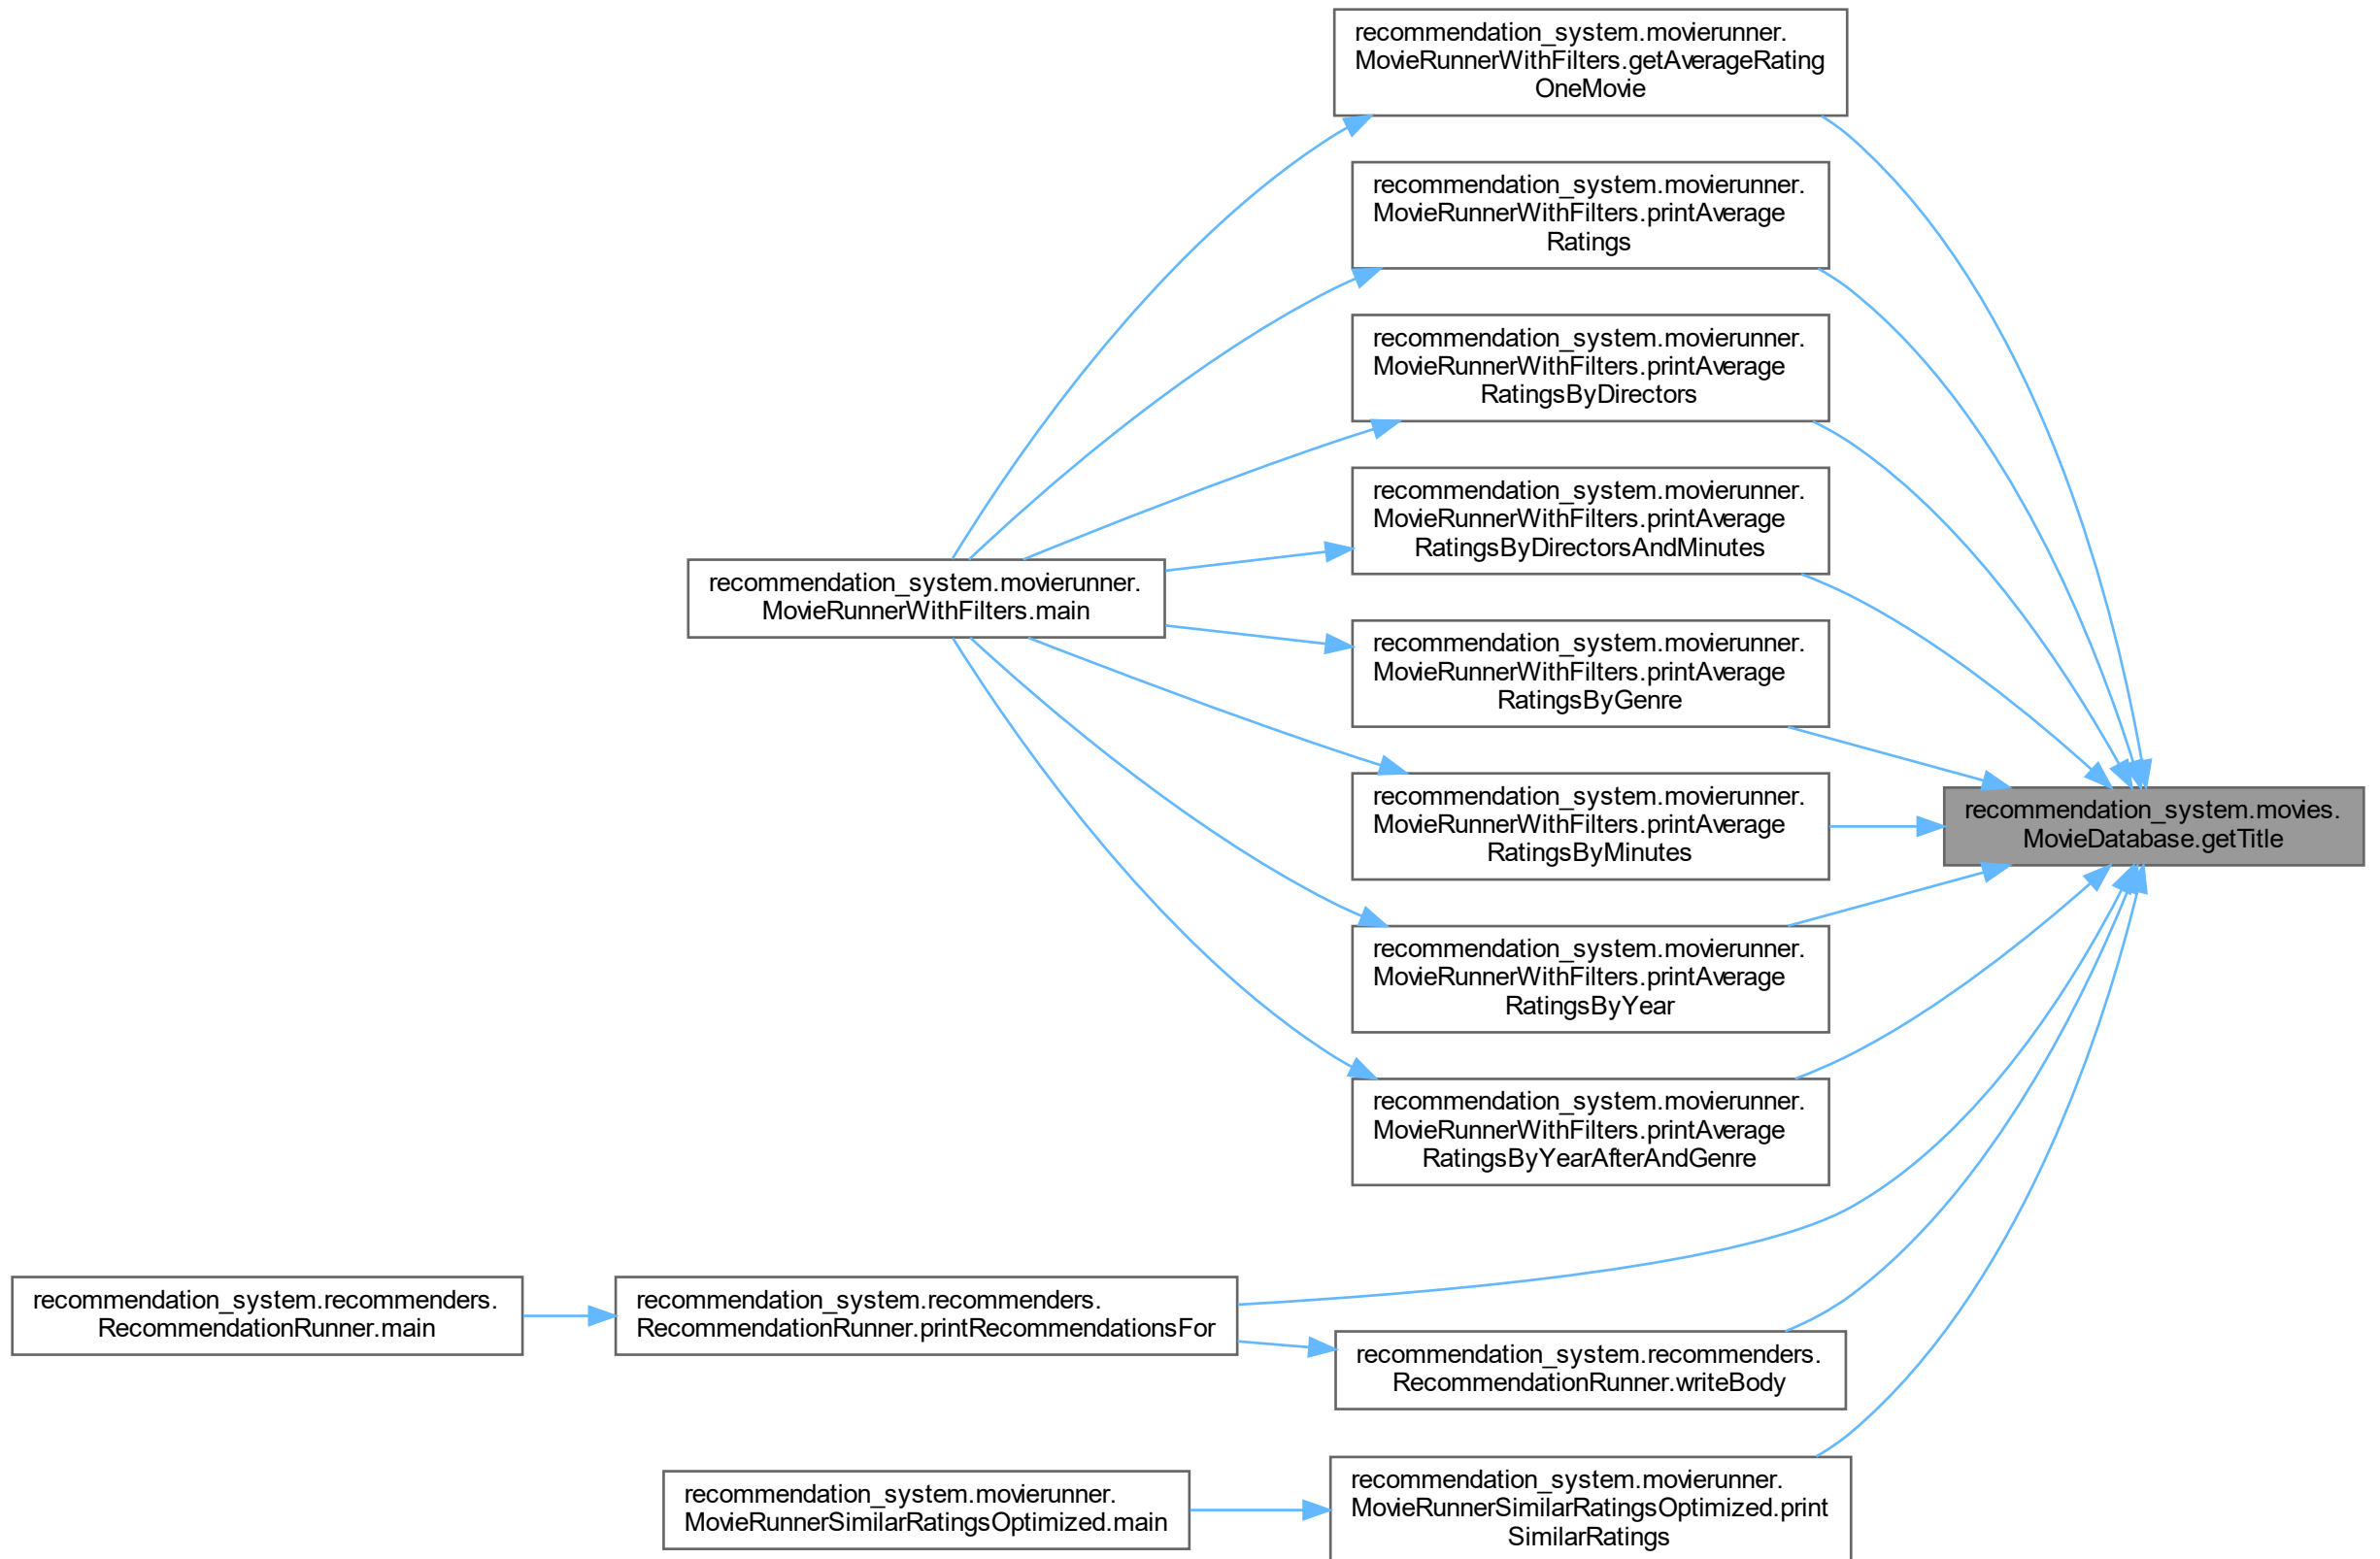 recommendation_system.movierunner.
MovieRunnerWithFilters.getAverageRating
OneMovie
recommendation_system.movierunner.
MovieRunnerWithFilters.printAverage
Ratings
recommendation_system.movierunner.
MovieRunnerWithFilters.printAverage
RatingsByDirectors
recommendation_system.movierunner.
MovieRunnerWithFilters.printAverage
RatingsByDirectorsAndMinutes
recommendation_system.movierunner.
MovieRunnerWithFilters.main
recommendation_system.movierunner.
MovieRunnerWithFilters.printAverage
RatingsByGenre
recommendation_system.movierunner.
MovieRunnerWithFilters.printAverage
RatingsByMinutes
recommendation_system.movies.
MovieDatabase.getTitle
recommendation_system.movierunner.
MovieRunnerWithFilters.printAverage
RatingsByYear
recommendation_system.movierunner.
MovieRunnerWithFilters.printAverage
RatingsByYearAfterAndGenre
recommendation_system.recommenders.
RecommendationRunner.main
recommendation_system.recommenders.
RecommendationRunner.printRecommendationsFor
recommendation_system.recommenders.
RecommendationRunner.writeBody
recommendation_system.movierunner.
MovieRunnerSimilarRatingsOptimized.main
recommendation_system.movierunner.
MovieRunnerSimilarRatingsOptimized.print
SimilarRatings